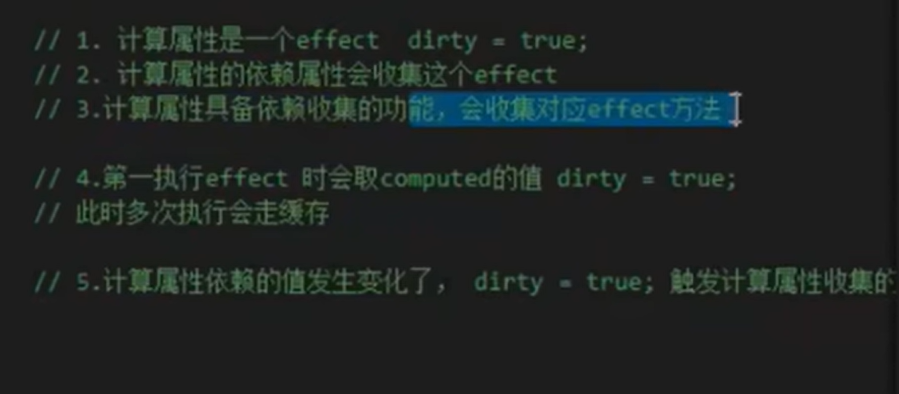 // 1. 计算属性是一个effect dirty = true;
// 2. 计算属性的依赖属性会收集这个effect
// 3.计算属性具备依赖收集的功能，会收集对应effect方法
// 4.第一执行effect 时会取computed的值 dirty = true;
// 此时多次执行会走缓存
// 5.计算属性依赖的值发生变化了， dirty = true; 触发计算属性收集的